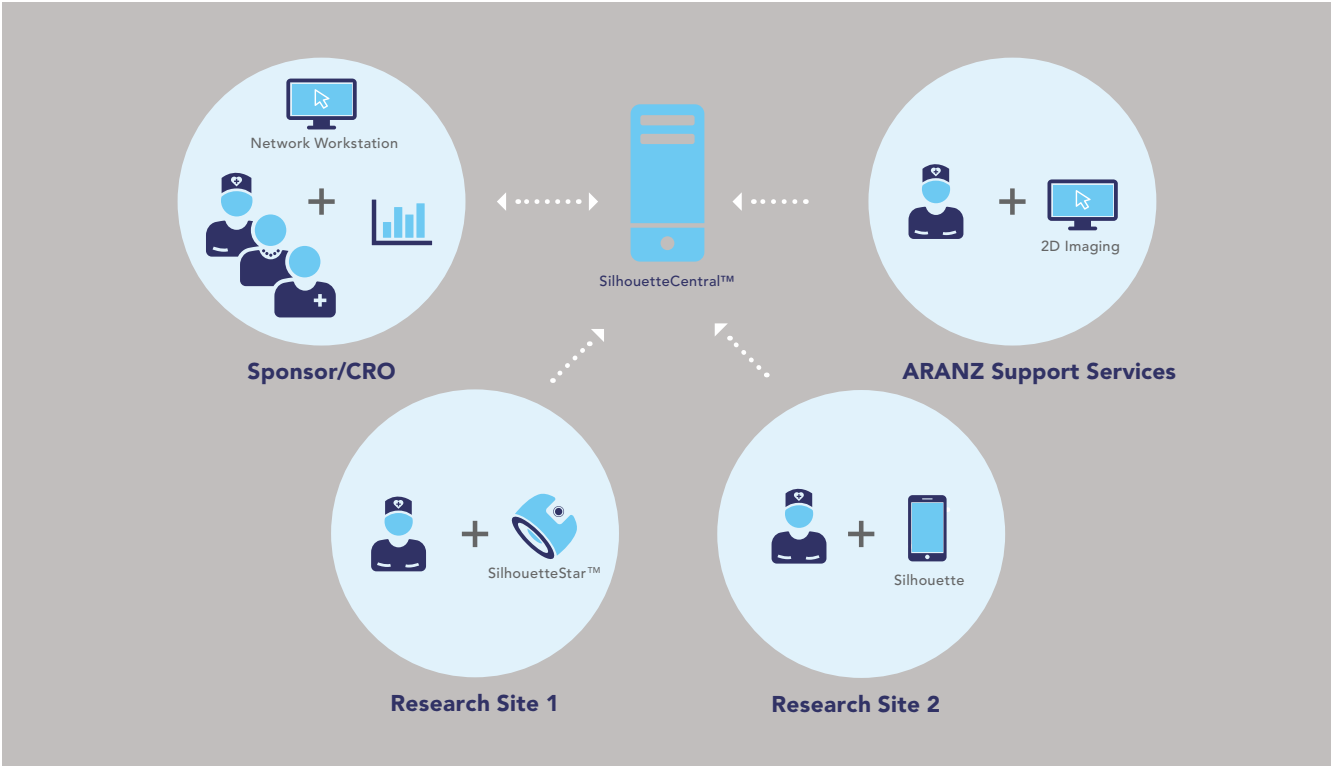 Network Workstation
SilhouetteCentral™
2D Imaging
Sponsor/CRO
ARANZ Support Services
SilhouetteStar™
Silhouette
Research Site 1
Research Site 2